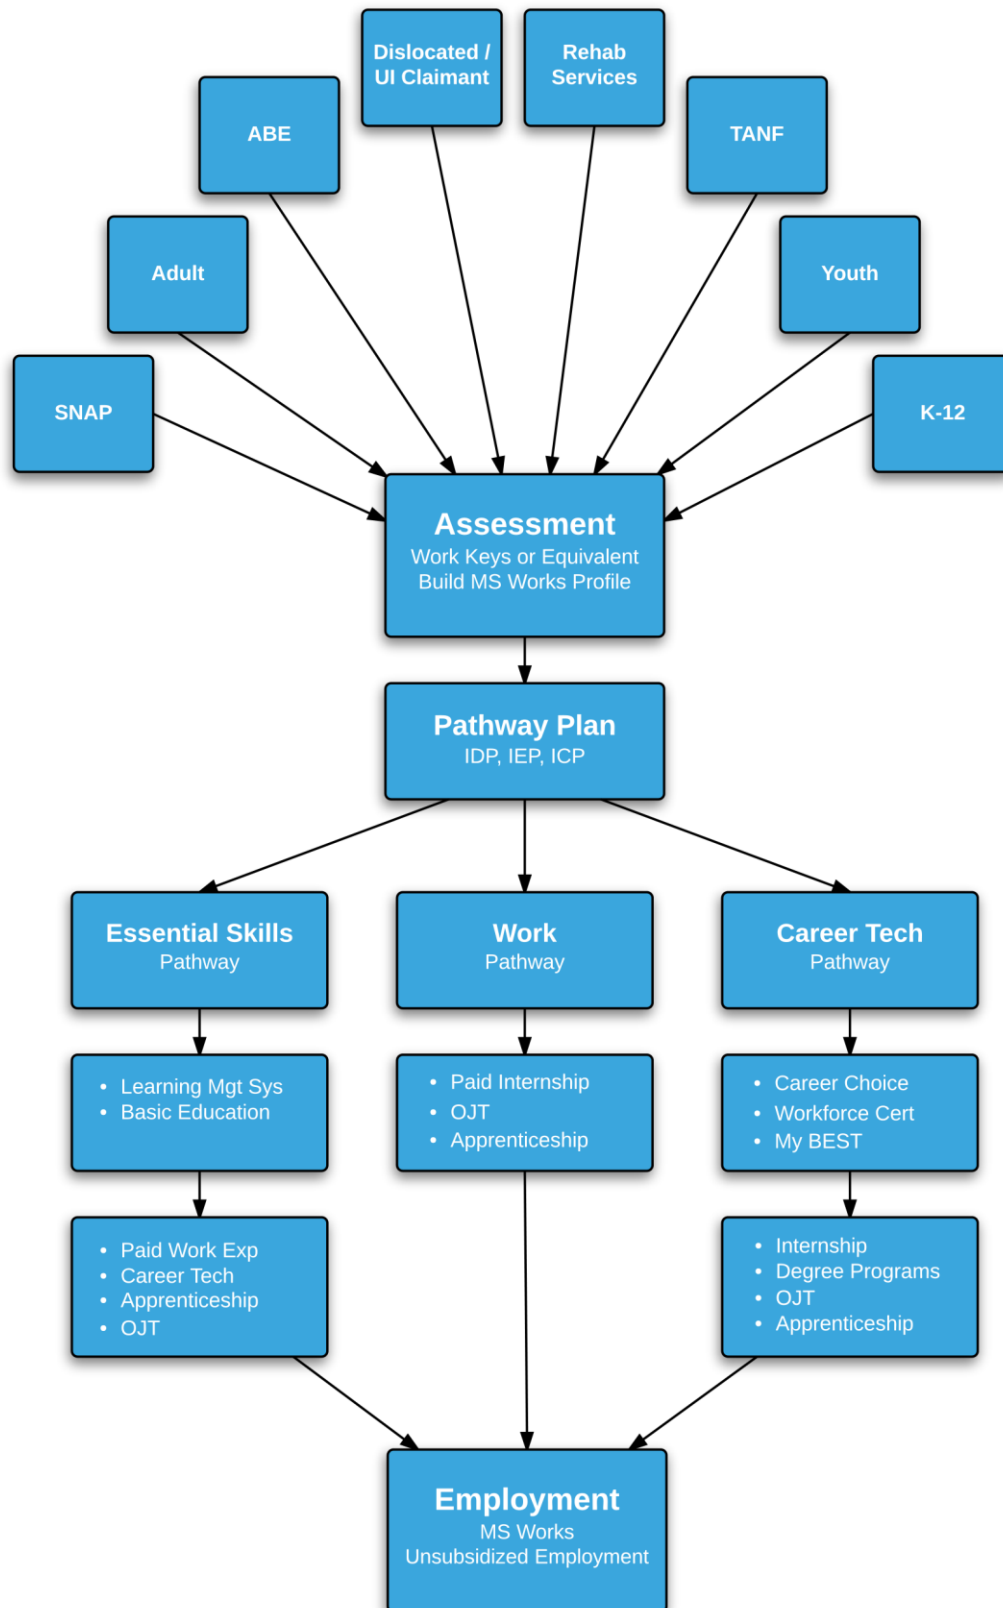 Dislocated /
UI Claimant
Rehab
Services
ABE
TANF
Adult
Youth
SNAP
K-12
Assessment
Work Keys or Equivalent
Build MS Works Profile
Pathway Plan
IDP, IEP, ICP
Essential Skills
Pathway
Work
Pathway
Career Tech
Pathway
• Learning Mgt Sys
• Basic Education
• Paid Internship
• OJT
• Apprenticeship
• Career Choice
• Workforce Cert
• My BEST
• Paid Work Exp
• Career Tech
• Apprenticeship
• OJT
• Internship
• Degree Programs
• OJT
• Apprenticeship
Employment
MS Works
Unsubsidized Employment